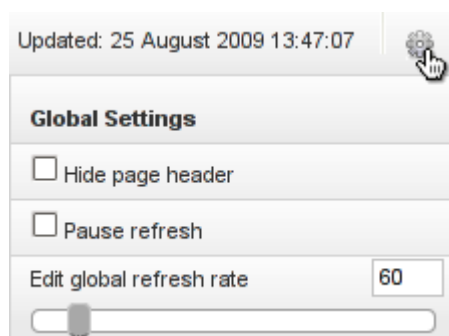 Updated: 25 August 2009 13:47:07
Global Settings
Hide page header
Pause refresh
Edit global refresh rate 60